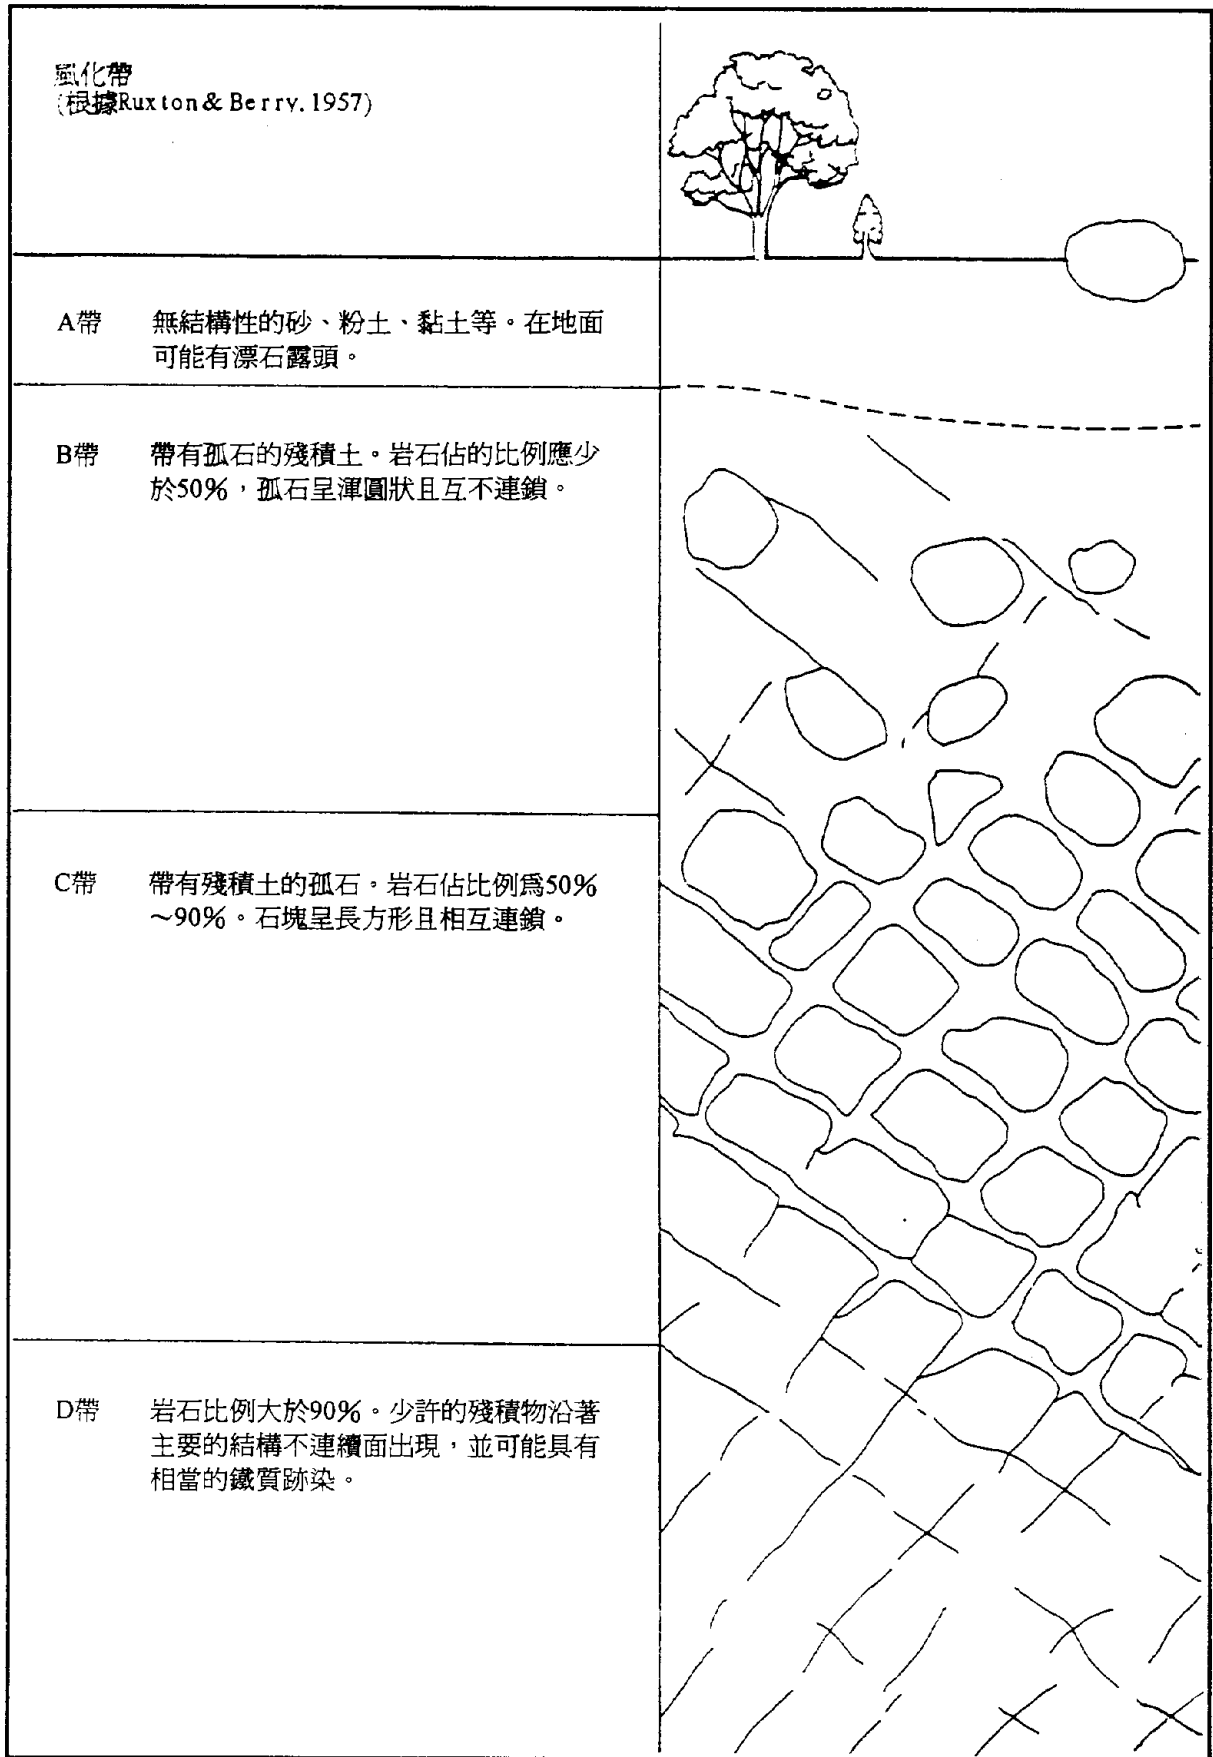 風化帶
(根據Ruxton & Berry. 1957)
A帶 無結構性的砂、粉土、黏土等。在地面
可能有漂石露頭。
B帶 帶有孤石的殘積土。岩石佔的比例應少
於50%，孤石呈渾圓狀且互不連鎖。
C帶 帶有殘積土的孤石。岩石佔比例爲50%
～90%。石塊呈長方形且相互連鎖。
D帶 岩石比例大於90%。少許的殘積物沿著
主要的結構不連續面出現，並可能具有
相當的鐵質跡染。